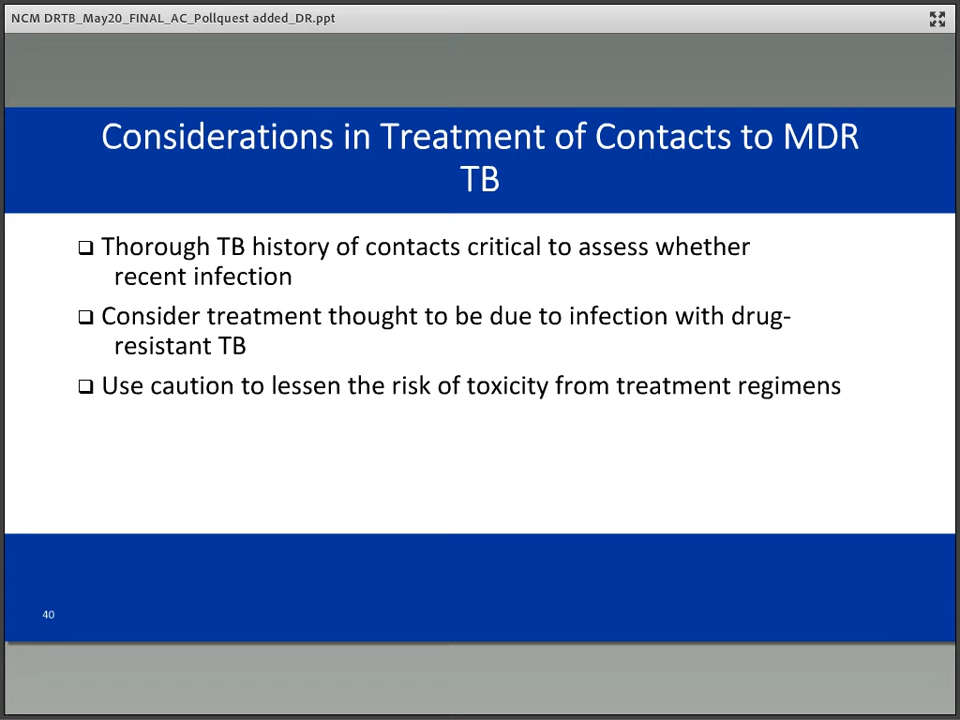 NCM DRTB_May20_FINAL_AC_Pollquest added_DR.ppt
Considerations in Treatment of Contacts to MDR
TB
Thorough TB history of contacts critical to assess whether
recent infection
Consider treatment thought to be due to infection with drug-
resistant TB
Use caution to lessen the risk of toxicity from treatment regimens
40